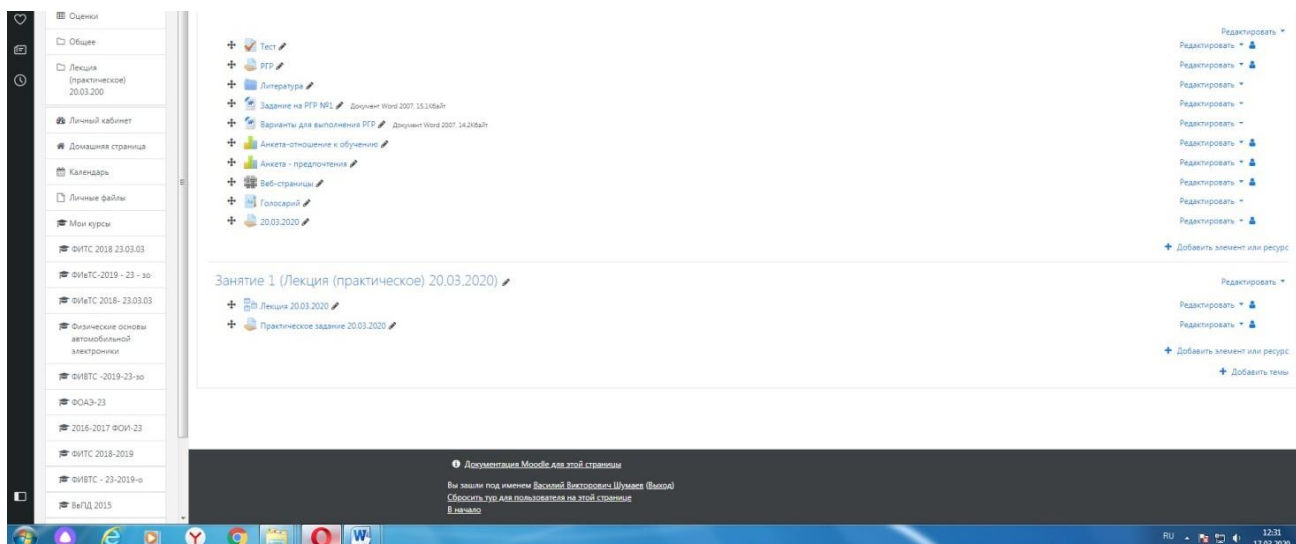 Оценки
Общее
Лекция
(практическое)
20.03.200
Личный кабинет
Домашняя страница
Календарь
Личные файлы
Мои курсы
ФИТС 2018 23.03.03
ФИвТС-2019 - 23 - зо
ФИвТС 2018- 23.03.03
Физические основы
автомобильной
электроники
ФИВТС -2019-23-зо
ФОАЭ-23
2016-2017 ФОИ-23
ФИТС 2018-2019
ФИВТС - 23-2019-о
ВвПД 2015
Редактировать
Тест Редактировать
РГР Редактировать
Литература Редактировать
Задание на РГР №1 Документ Word 2007, 15.1Кбайт Редактировать
Варианты для выполнения РГР Документ Word 2007, 14.2Кбайт Редактировать
Анкета-отношение к обучению Редактировать
Анкета - предпочтения Редактировать
Веб-страницы Редактировать
Голосарий Редактировать
20.03.2020 Редактировать
Добавить элемент или ресурс
Занятие 1 (Лекция (практическое) 20.03.2020) Редактировать
Лекция 20.03.2020 Редактировать
Практическое задание 20.03.2020 Редактировать
Добавить элемент или ресурс
Добавить темы
Документация Moodle для этой страницы
Вы зашли под именем Василий Викторович Шумаев (Выход)
Сбросить тур для пользователя на этой странице
В начало
RU 12:31
17.03.2020